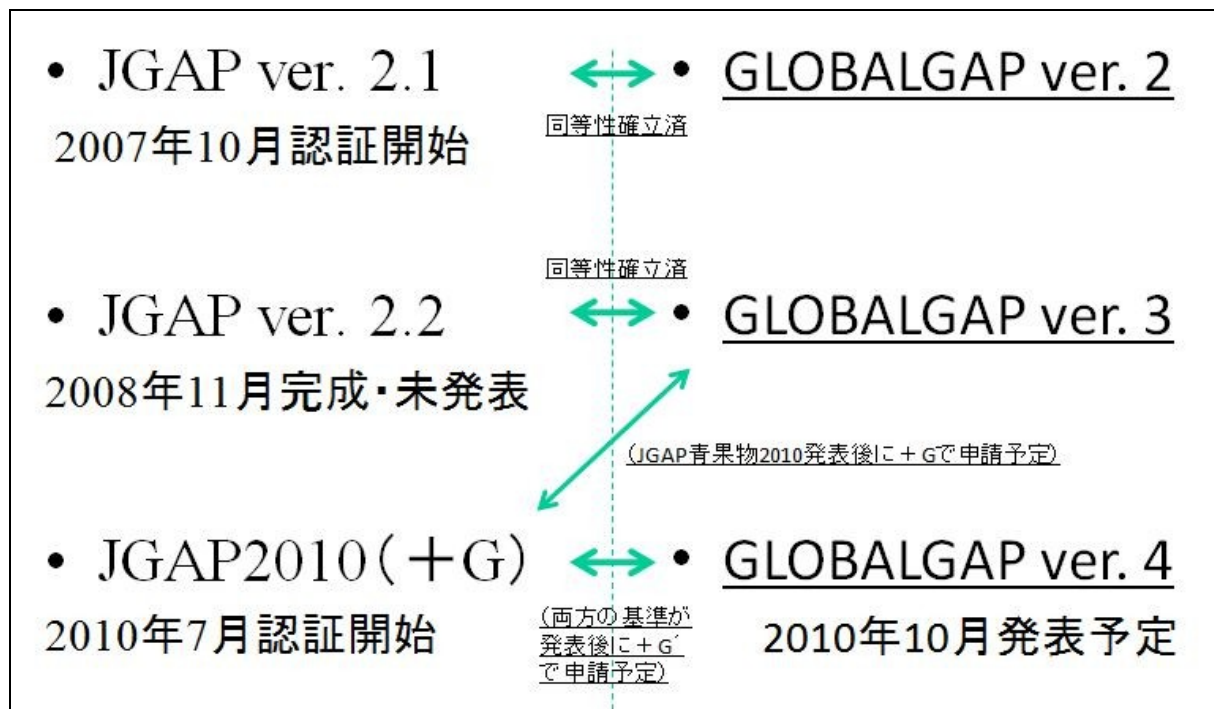 • JGAP ver. 2.1
2007年10月認証開始
同等性確立済
• GLOBALGAP ver. 2
同等性確立済
• JGAP ver. 2.2
2008年11月完成・未発表
• GLOBALGAP ver. 3
(JGAP青果物2010発表後に+Gで申請予定)
• JGAP2010(+G)
2010年7月認証開始
(両方の基準が
発表後に+G´
で申請予定)
• GLOBALGAP ver. 4
2010年10月発表予定